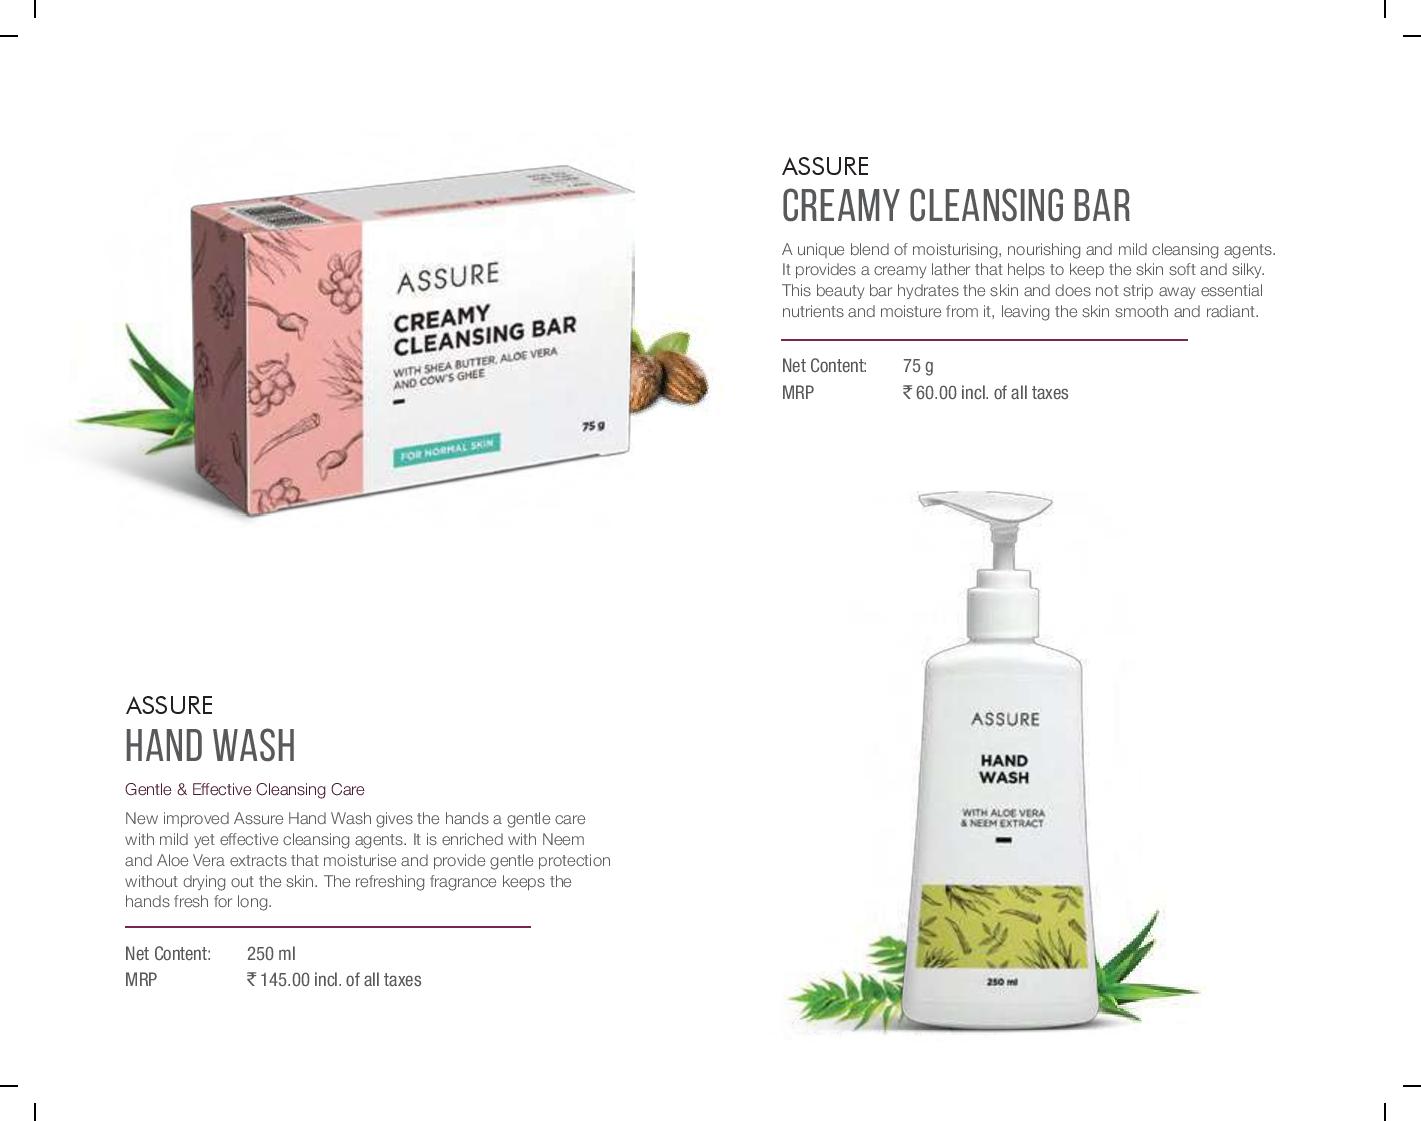 ASSURE
CREAMY
CLEANSING BAR
WITH SHEA BUTTER, ALOE VERA
AND COW'S GHEE
75 g
FOR NORMAL SKIN
ASSURE
CREAMY CLEANSING BAR
A unique blend of moisturising, nourishing and mild cleansing agents.
It provides a creamy lather that helps to keep the skin soft and silky.
This beauty bar hydrates the skin and does not strip away essential
nutrients and moisture from it, leaving the skin smooth and radiant.
Net Content: 75 g
MRP ₹ 60.00 incl. of all taxes
ASSURE
HAND WASH
Gentle & Effective Cleansing Care
New improved Assure Hand Wash gives the hands a gentle care
with mild yet effective cleansing agents. It is enriched with Neem
and Aloe Vera extracts that moisturise and provide gentle protection
without drying out the skin. The refreshing fragrance keeps the
hands fresh for long.
Net Content: 250 ml
MRP ₹ 145.00 incl. of all taxes
ASSURE
HAND
WASH
WITH ALOE VERA
& NEEM EXTRACT
250 ml